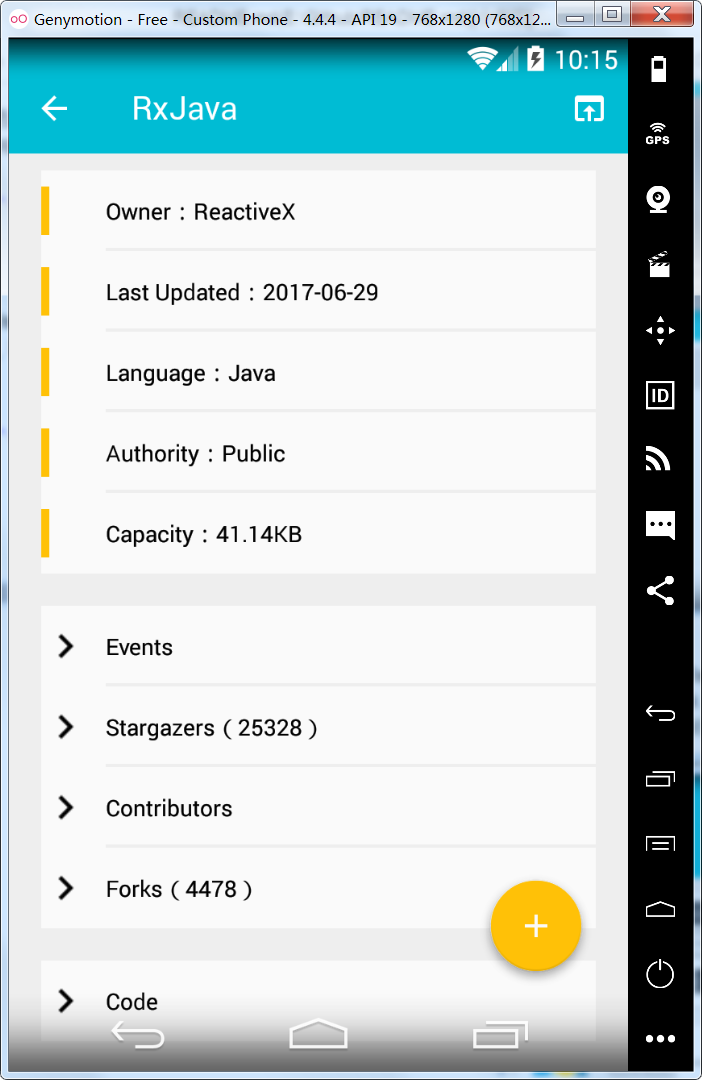 Genymotion - Free - Custom Phone - 4.4.4 - API 19 - 768x1280 (768x12...
10:15
RxJava
GPS
Owner：ReactiveX
Last Updated：2017-06-29
Language：Java
ID
Authority：Public
Capacity：41.14KB
Events
Stargazers（25328）
Contributors
Forks（4478）
Code